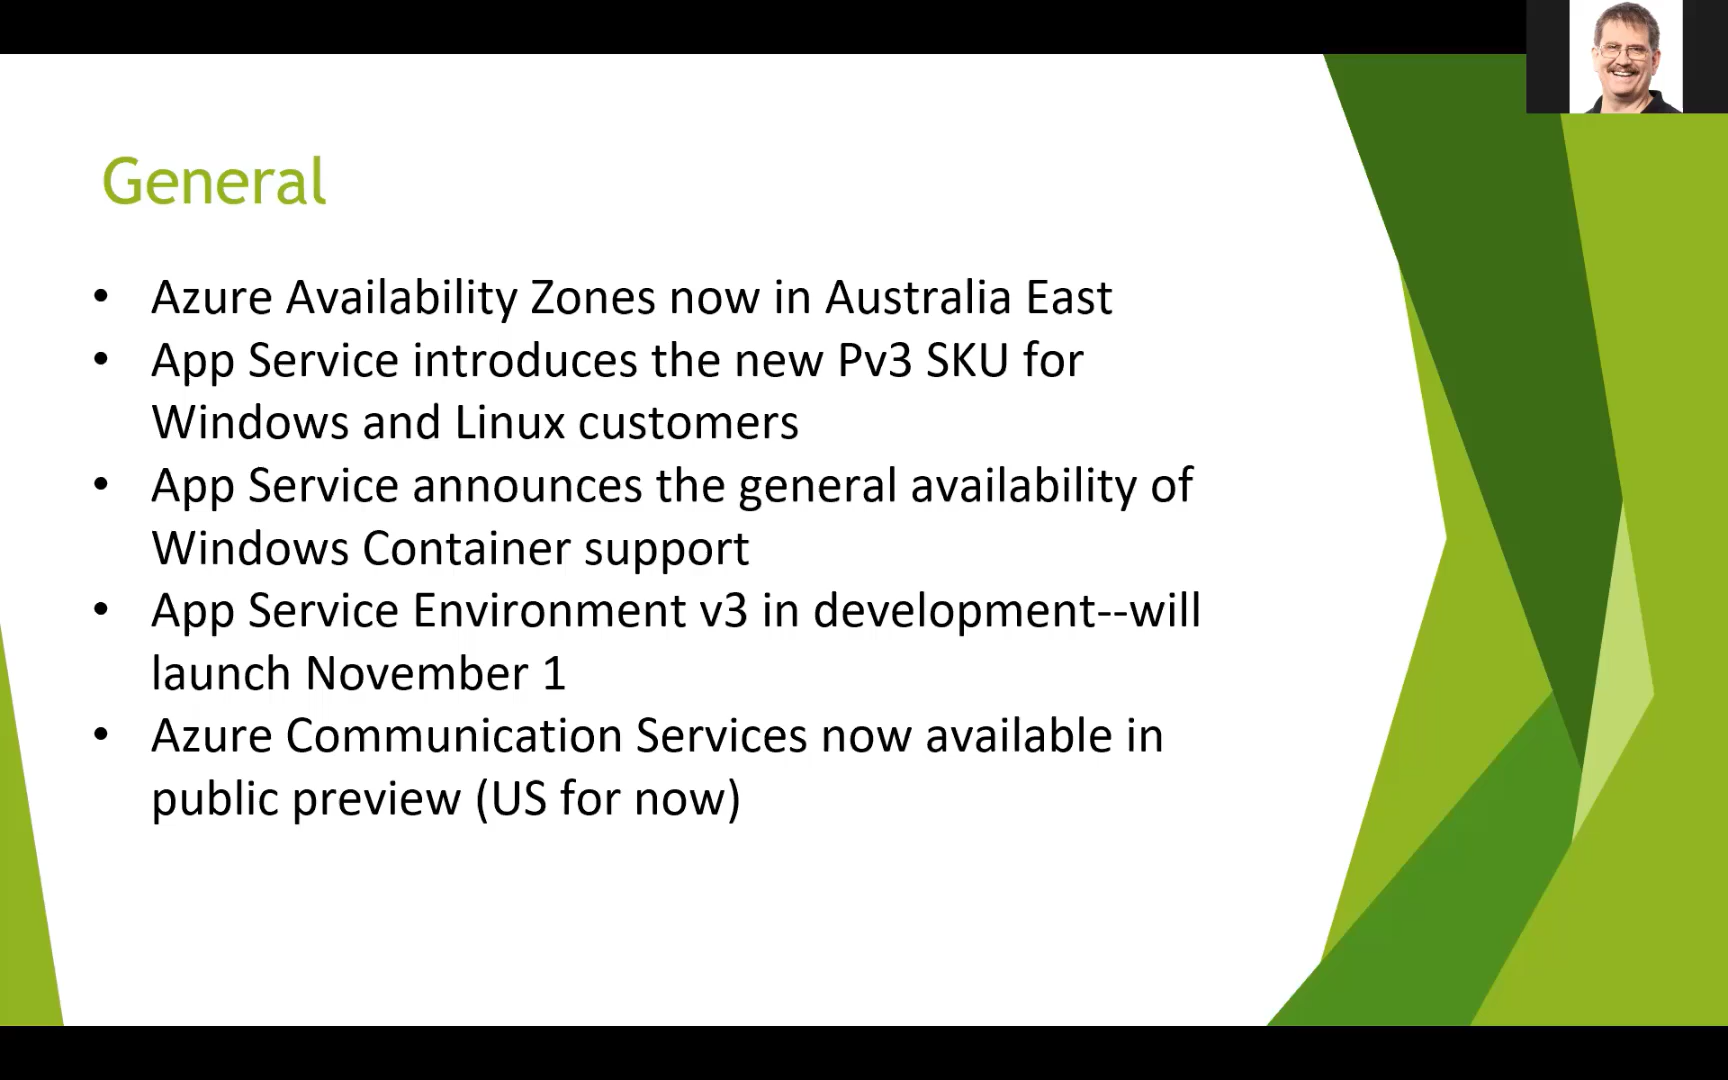 General
• Azure Availability Zones now in Australia East
• App Service introduces the new Pv3 SKU for
Windows and Linux customers
• App Service announces the general availability of
Windows Container support
• App Service Environment v3 in development--will
launch November 1
• Azure Communication Services now available in
public preview (US for now)